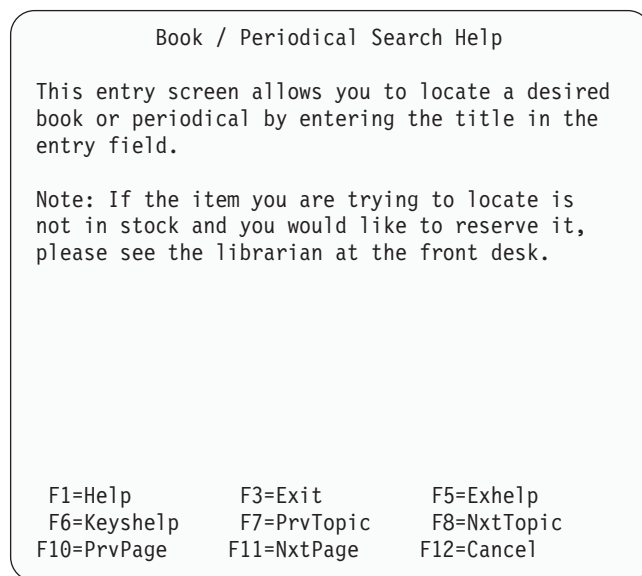 Book / Periodical Search Help
This entry screen allows you to locate a desired
book or periodical by entering the title in the
entry field.
Note: If the item you are trying to locate is
not in stock and you would like to reserve it,
please see the librarian at the front desk.
F1=Help F3=Exit F5=Exhelp
F6=Keyshelp F7=PrvTopic F8=NxtTopic
F10=PrvPage F11=NxtPage F12=Cancel